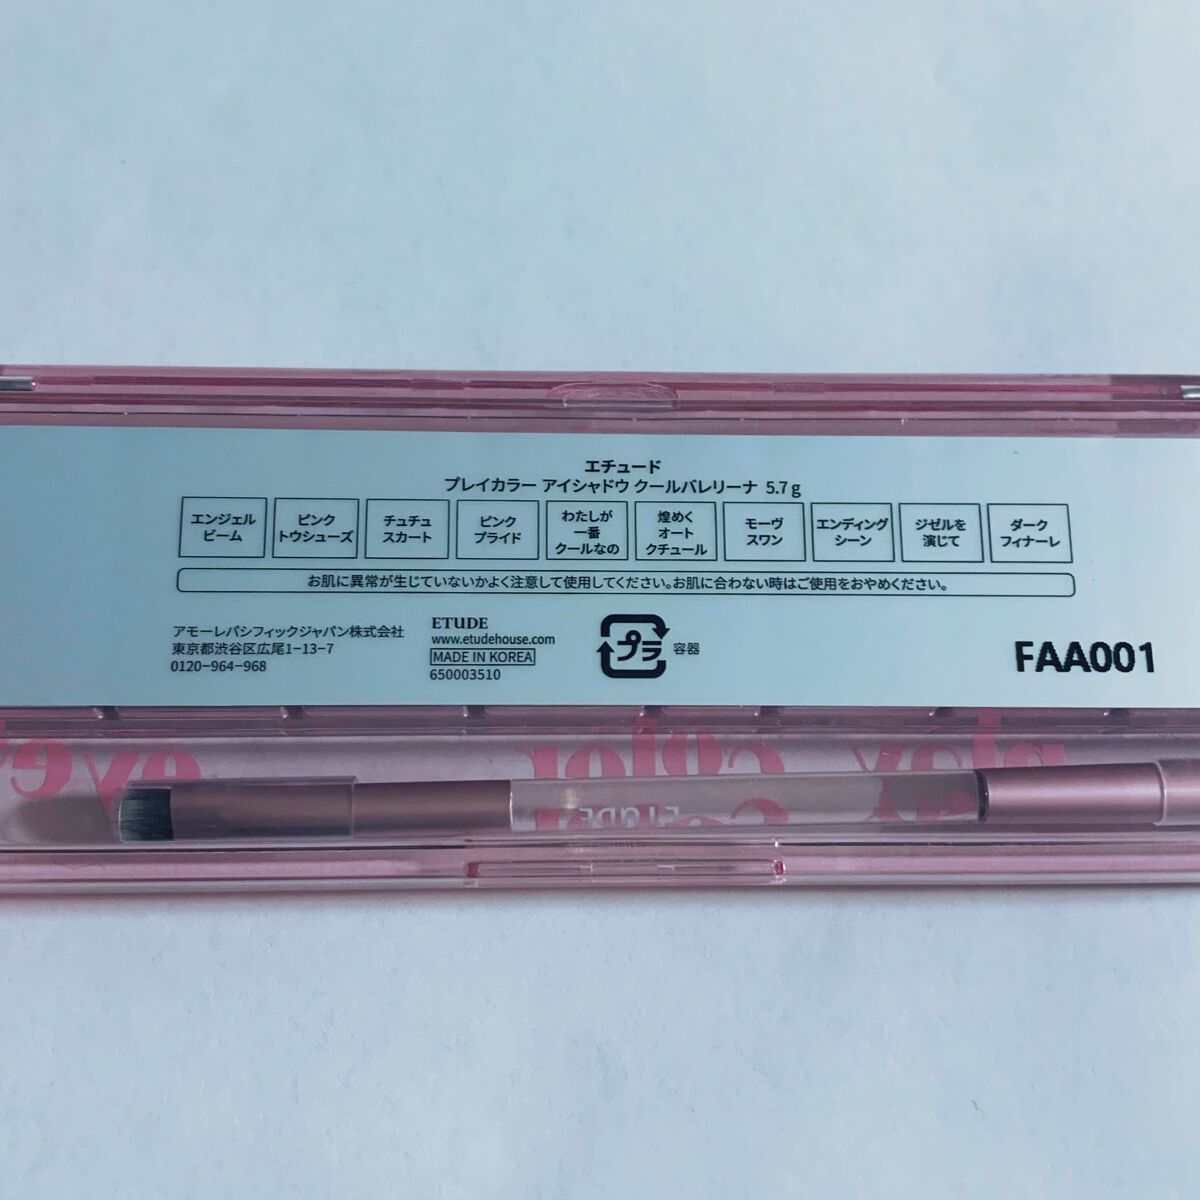 エチュード
プレイカラー アイシャドウ クールバレリーナ 5.7g
エンジェル
ビーム
ピンク
トウシューズ
チュチュ
スカート
ピンク
プライド
わたしが
一番
クールなの
煌めく
オート
クチュール
モーヴ
スワン
エンディング
シーン
ジゼルを
演じて
ダーク
フィナーレ
お肌に異常が生じていないかよく注意して使用してください。お肌に合わない時はご使用をおやめください。
アモーレパシフィックジャパン株式会社
東京都渋谷区広尾1-13-7
0120-964-968
ETUDE
www.etudehouse.com
MADE IN KOREA
650003510
プラ
容器
FAA001
play color eye
ETUDE